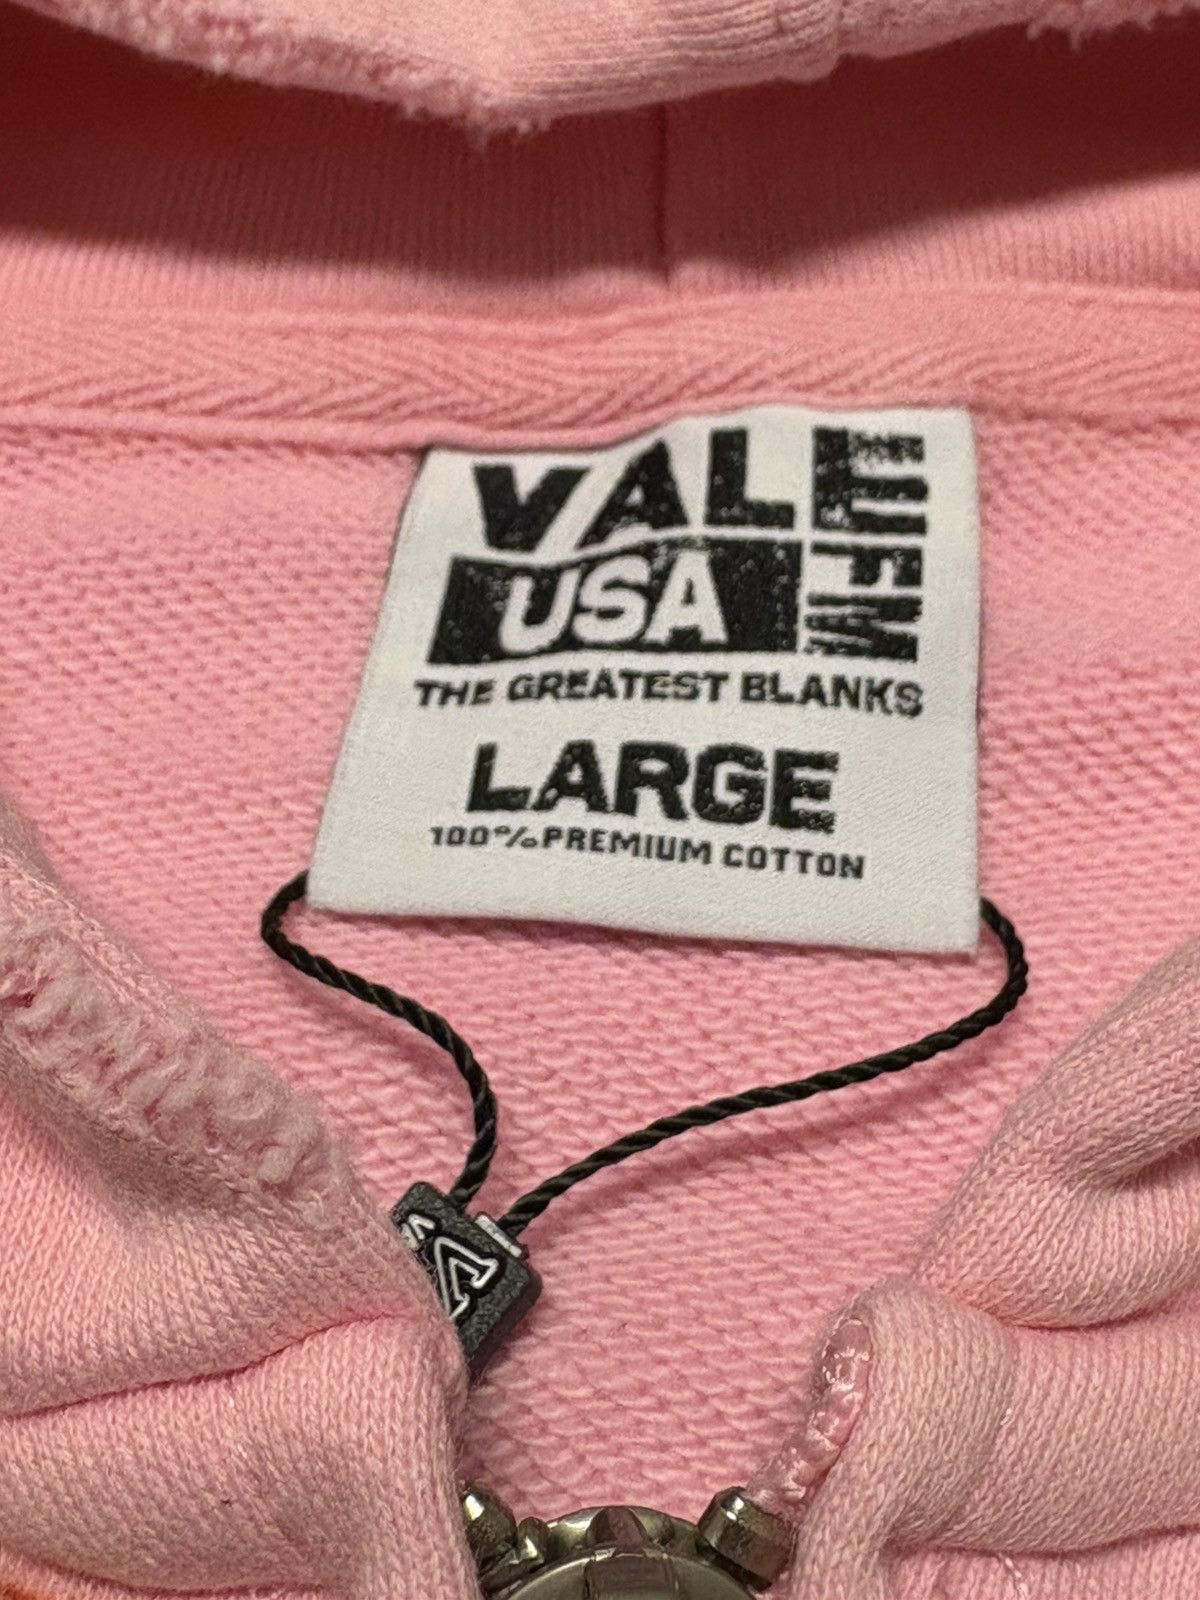 VALE
FM
USA
THE GREATEST BLANKS
LARGE
100% PREMIUM COTTON
V